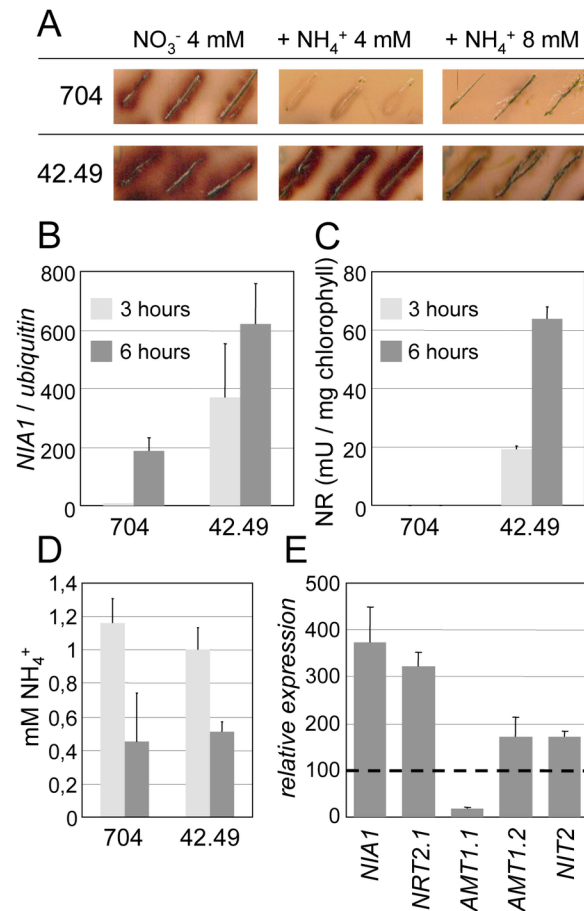 A
NO₃⁻ 4 mM
+ NH₄⁺ 4 mM
+ NH₄⁺ 8 mM
704
42.49
B
NIA1 / ubiquitin
800
600
400
200
0
3 hours
6 hours
704
42.49
C
NR (mU / mg chlorophyll)
80
60
40
20
0
3 hours
6 hours
704
42.49
D
mM NH₄⁺
1,4
1,2
1
0,8
0,6
0,4
0,2
0
704
42.49
E
relative expression
500
400
300
200
100
0
NIA1
NRT2.1
AMT1.1
AMT1.2
NIT2